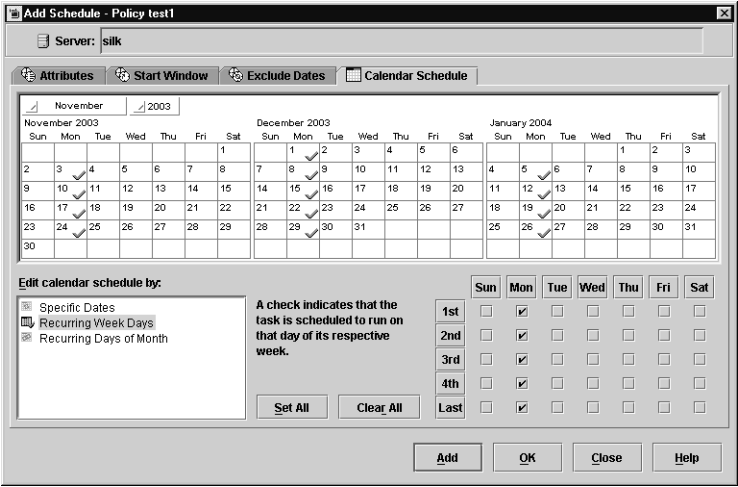 Add Schedule - Policy test1
Server: silk
Attributes Start Window Exclude Dates Calendar Schedule
November 2003
November 2003 December 2003 January 2004
Sun Mon Tue Wed Thu Fri Sat Sun Mon Tue Wed Thu Fri Sat Sun Mon Tue Wed Thu Fri Sat
1 1 2 3 4 5 6 1 2 3
2 3 4 5 6 7 8 7 8 9 10 11 12 13 4 5 6 7 8 9 10
9 10 11 12 13 14 15 14 15 16 17 18 19 20 11 12 13 14 15 16 17
16 17 18 19 20 21 22 21 22 23 24 25 26 27 18 19 20 21 22 23 24
23 24 25 26 27 28 29 28 29 30 31 25 26 27 28 29 30 31
30
Edit calendar schedule by:
Specific Dates
Recurring Week Days
Recurring Days of Month
A check indicates that the
task is scheduled to run on
that day of its respective
week.
Set All Clear All
Sun Mon Tue Wed Thu Fri Sat
1st
2nd
3rd
4th
Last
Add OK Close Help